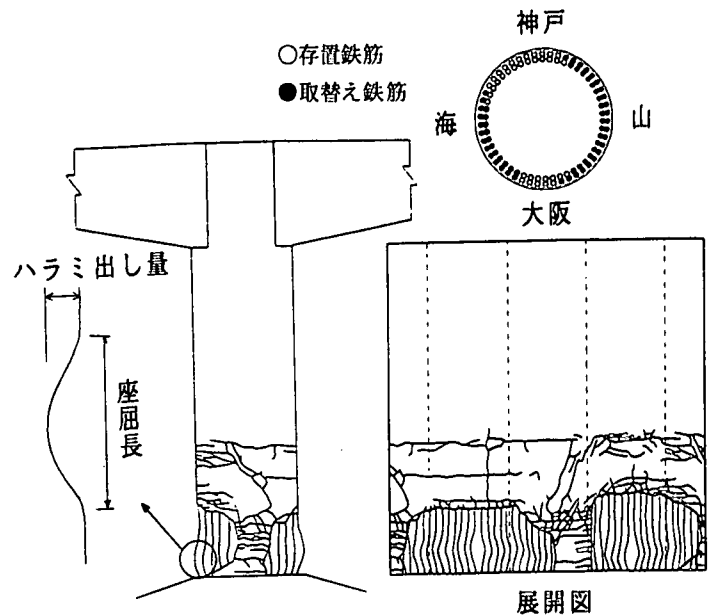 神戸
○存置鉄筋
●取替え鉄筋
海
山
大阪
ハラミ出し量
座屈長
展開図